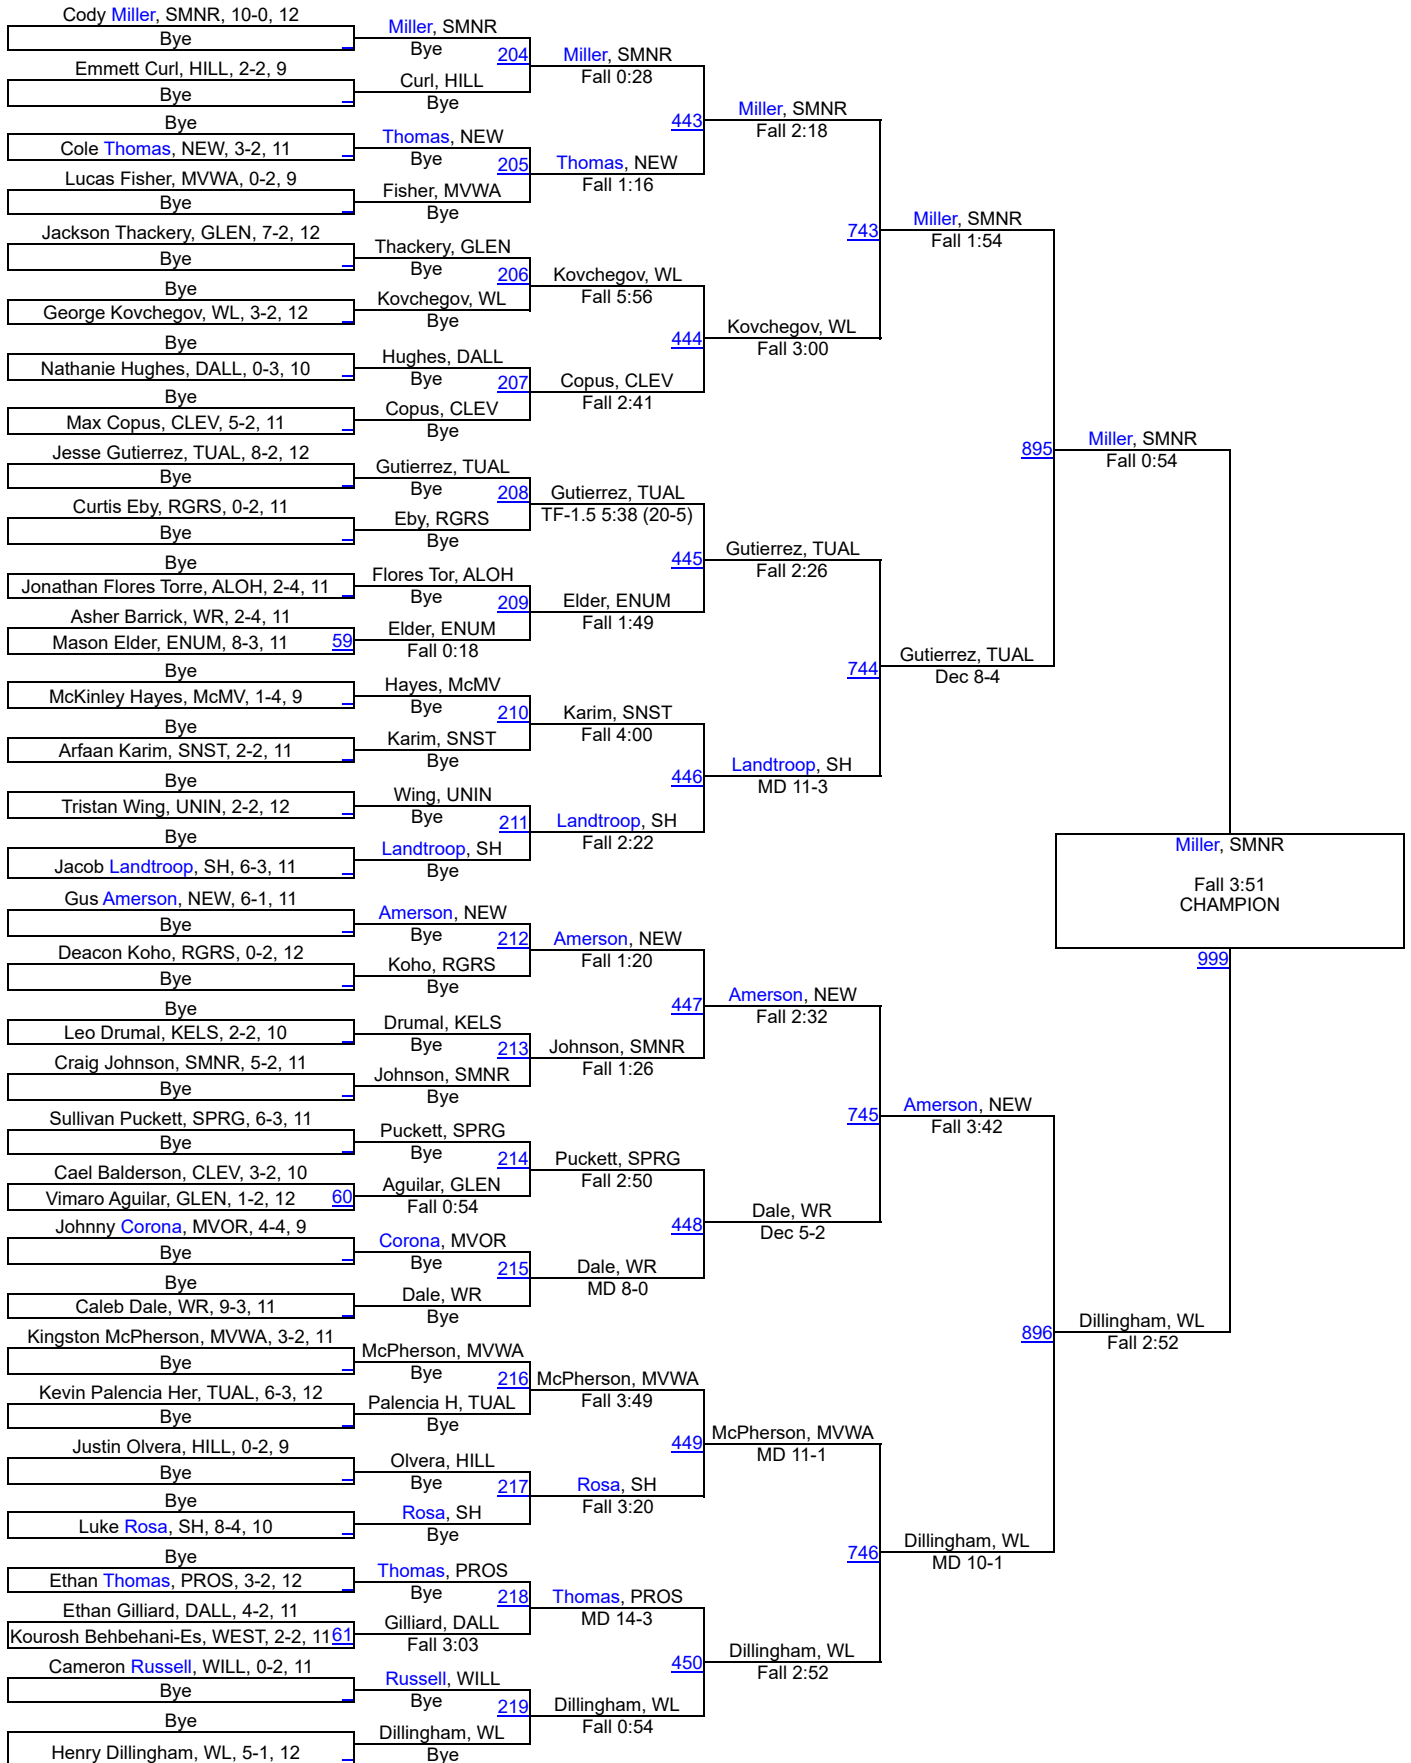 Cody Miller, SMNR, 10-0, 12
Bye
Emmett Curl, HILL, 2-2, 9
Bye
Bye
Cole Thomas, NEW, 3-2, 11
Lucas Fisher, MVWA, 0-2, 9
Bye
Jackson Thackery, GLEN, 7-2, 12
Bye
Bye
George Kovchegov, WL, 3-2, 12
Bye
Nathanie Hughes, DALL, 0-3, 10
Bye
Max Copus, CLEV, 5-2, 11
Jesse Gutierrez, TUAL, 8-2, 12
Bye
Curtis Eby, RGRS, 0-2, 11
Bye
Bye
Jonathan Flores Torre, ALOH, 2-4, 11
Asher Barrick, WR, 2-4, 11
Mason Elder, ENUM, 8-3, 11 59
Bye
McKinley Hayes, McMV, 1-4, 9
Bye
Arfaan Karim, SNST, 2-2, 11
Bye
Tristan Wing, UNIN, 2-2, 12
Bye
Jacob Landtroop, SH, 6-3, 11
Gus Amerson, NEW, 6-1, 11
Bye
Deacon Koho, RGRS, 0-2, 12
Bye
Bye
Leo Drumal, KELS, 2-2, 10
Craig Johnson, SMNR, 5-2, 11
Bye
Sullivan Puckett, SPRG, 6-3, 11
Bye
Cael Balderson, CLEV, 3-2, 10
Vimaro Aguilar, GLEN, 1-2, 12 60
Johnny Corona, MVOR, 4-4, 9
Bye
Bye
Caleb Dale, WR, 9-3, 11
Kingston McPherson, MVWA, 3-2, 11
Bye
Kevin Palencia Her, TUAL, 6-3, 12
Bye
Justin Olvera, HILL, 0-2, 9
Bye
Bye
Luke Rosa, SH, 8-4, 10
Bye
Ethan Thomas, PROS, 3-2, 12
Ethan Gilliard, DALL, 4-2, 11
Kourosh Behbehani-Es, WEST, 2-2, 11 61
Cameron Russell, WILL, 0-2, 11
Bye
Bye
Henry Dillingham, WL, 5-1, 12
Miller, SMNR
Bye
204
Curl, HILL
Bye
Thomas, NEW
Bye
205
Fisher, MVWA
Bye
Thackery, GLEN
Bye
206
Kovchegov, WL
Bye
Hughes, DALL
Bye
207
Copus, CLEV
Bye
Gutierrez, TUAL
Bye
208
Eby, RGRS
Bye
Flores Tor, ALOH
Bye
209
Elder, ENUM
Fall 0:18
Hayes, McMV
Bye
210
Karim, SNST
Bye
Wing, UNIN
Bye
211
Landtroop, SH
Bye
Amerson, NEW
Bye
212
Koho, RGRS
Bye
Drumal, KELS
Bye
213
Johnson, SMNR
Bye
Puckett, SPRG
Bye
214
Aguilar, GLEN
Fall 0:54
Corona, MVOR
Bye
215
Dale, WR
Bye
McPherson, MVWA
Bye
216
Palencia H, TUAL
Bye
Olvera, HILL
Bye
217
Rosa, SH
Bye
Thomas, PROS
Bye
218
Gilliard, DALL
Fall 3:03
Russell, WILL
Bye
219
Dillingham, WL
Bye
Miller, SMNR
Fall 0:28
443
Thomas, NEW
Fall 1:16
Kovchegov, WL
Fall 5:56
444
Copus, CLEV
Fall 2:41
Gutierrez, TUAL
TF-1.5 5:38 (20-5)
445
Elder, ENUM
Fall 1:49
Karim, SNST
Fall 4:00
446
Landtroop, SH
Fall 2:22
Amerson, NEW
Fall 1:20
447
Johnson, SMNR
Fall 1:26
Puckett, SPRG
Fall 2:50
448
Dale, WR
MD 8-0
McPherson, MVWA
Fall 3:49
449
Rosa, SH
Fall 3:20
Thomas, PROS
MD 14-3
450
Dillingham, WL
Fall 0:54
Miller, SMNR
Fall 2:18
743
Kovchegov, WL
Fall 3:00
Gutierrez, TUAL
Fall 2:26
744
Landtroop, SH
MD 11-3
Amerson, NEW
Fall 2:32
745
Dale, WR
Dec 5-2
McPherson, MVWA
MD 11-1
746
Dillingham, WL
Fall 2:52
Miller, SMNR
Fall 1:54
895
Gutierrez, TUAL
Dec 8-4
Amerson, NEW
Fall 3:42
896
Dillingham, WL
MD 10-1
Miller, SMNR
Fall 0:54
Dillingham, WL
Fall 2:52
Miller, SMNR
Fall 3:51
CHAMPION
999